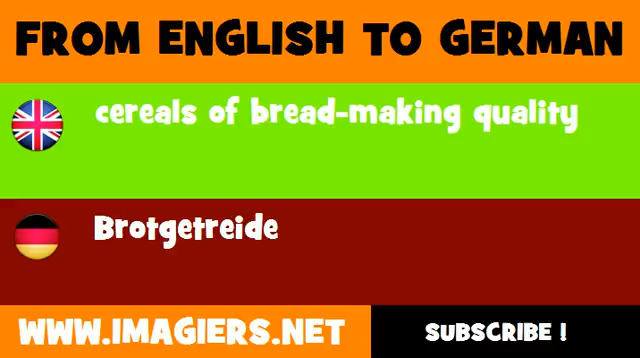 FROM ENGLISH TO GERMAN
cereals of bread-making quality
Brotgetreide
WWW.IMAGIERS.NET
SUBSCRIBE !